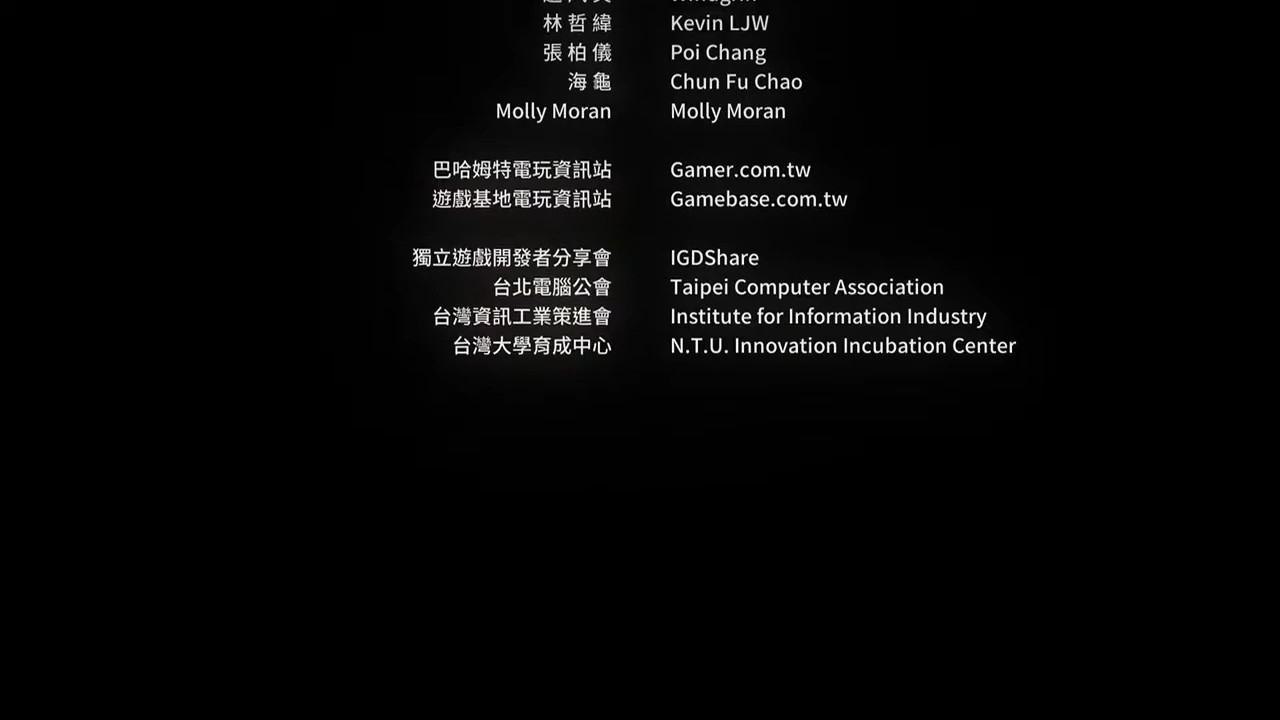 林哲緯 Kevin LJW
張柏儀 Poi Chang
海龜 Chun Fu Chao
Molly Moran Molly Moran
巴哈姆特電玩資訊站 Gamer.com.tw
遊戲基地電玩資訊站 Gamebase.com.tw
獨立遊戲開發者分享會 IGDShare
台北電腦公會 Taipei Computer Association
台灣資訊工業策進會 Institute for Information Industry
台灣大學育成中心 N.T.U. Innovation Incubation Center